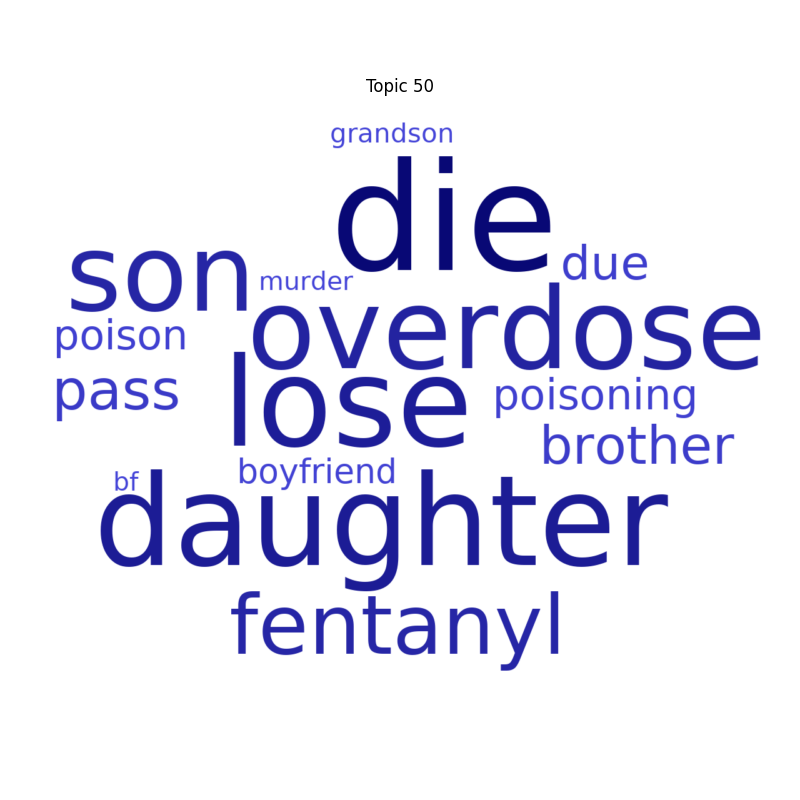 Topic 50
grandson
die
son
due
murder
overdose
poison
lose
pass
poisoning
brother
boyfriend
bf
daughter
fentanyl